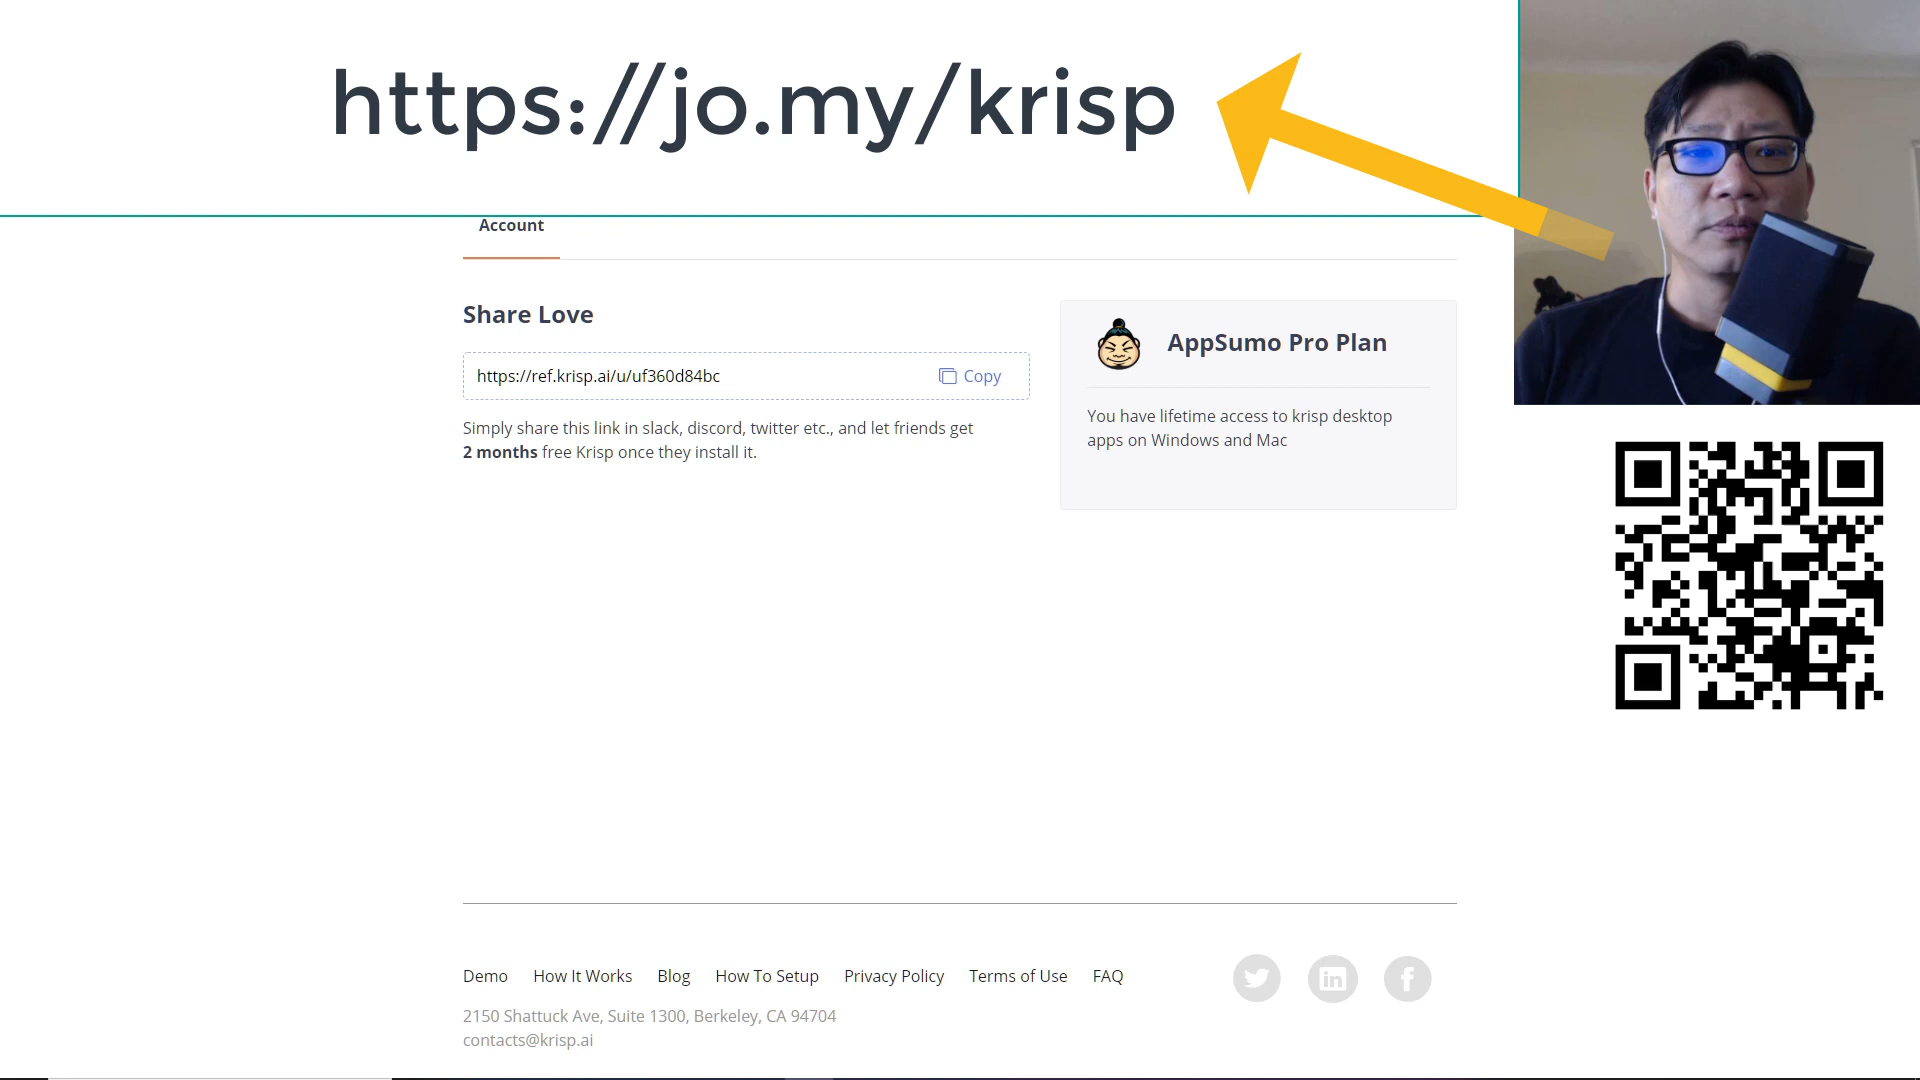 https://jo.my/krisp
Account
Share Love
https://ref.krisp.ai/u/uf360d84bc
Copy
Simply share this link in slack, discord, twitter etc., and let friends get
2 months free Krisp once they install it.
AppSumo Pro Plan
You have lifetime access to krisp desktop
apps on Windows and Mac
Demo How It Works Blog How To Setup Privacy Policy Terms of Use FAQ
in f
2150 Shattuck Ave, Suite 1300, Berkeley, CA 94704
contacts@krisp.ai